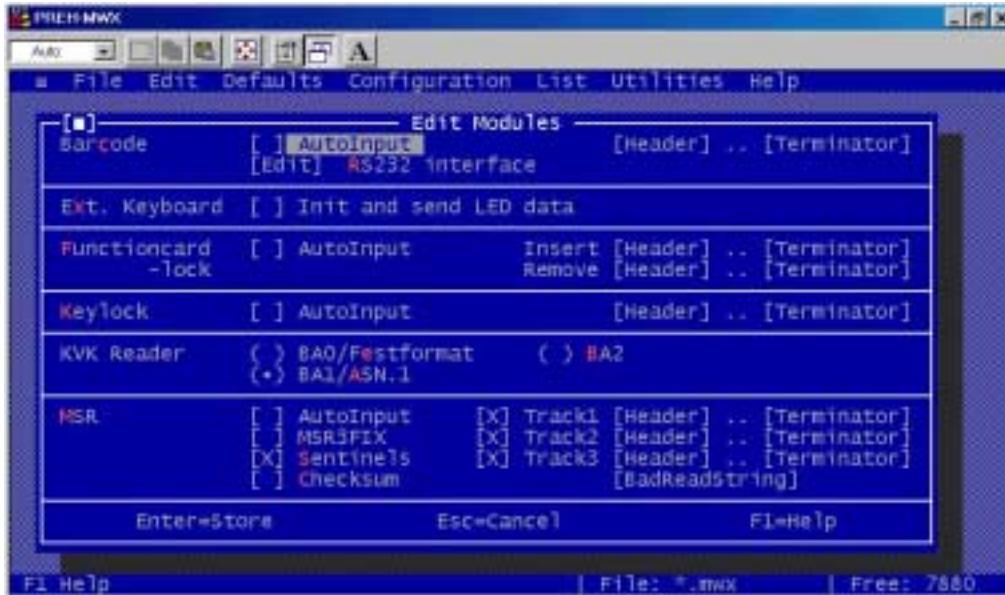 PREH-MWX
Auto A
File Edit Defaults Configuration List Utilities Help
[■] Edit Modules
Barcode [ ] AutoInput [Header] .. [Terminator]
[Edit] RS232 interface
Ext. Keyboard [ ] Init and send LED data
Functioncard [ ] AutoInput Insert [Header] .. [Terminator]
-lock Remove [Header] .. [Terminator]
Keylock [ ] AutoInput [Header] .. [Terminator]
KVK Reader ( ) BA0/Festformat ( ) BA2
(•) BA1/ASN.1
MSR [ ] AutoInput [X] Track1 [Header] .. [Terminator]
[ ] MSR3FIX [X] Track2 [Header] .. [Terminator]
[X] Sentinels [X] Track3 [Header] .. [Terminator]
[ ] Checksum [BadReadString]
Enter=Store Esc=Cancel F1=Help
F1 Help | File: *.mwx | Free: 7880